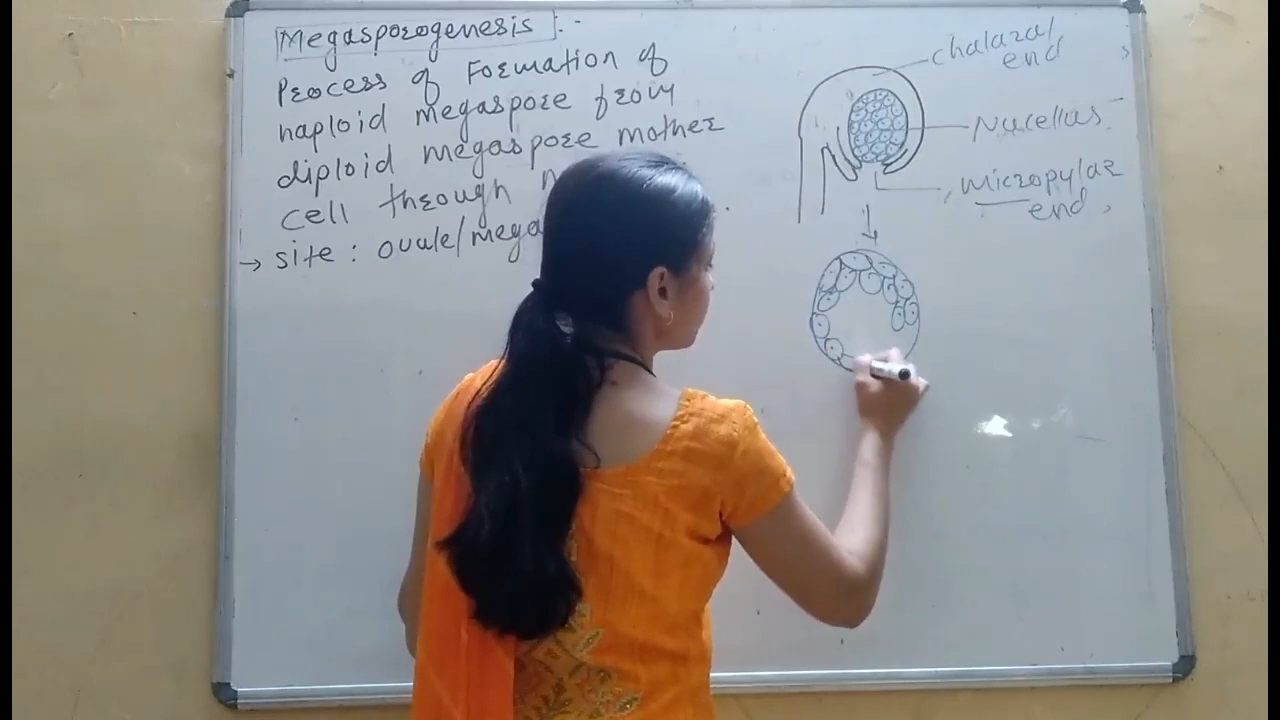 Megasporogenesis :-
Process of Formation of
haploid megaspore from
diploid megaspore mother
cell through
→ site : ovule/mega
chalazal
end
Nucellus
micropylar
end